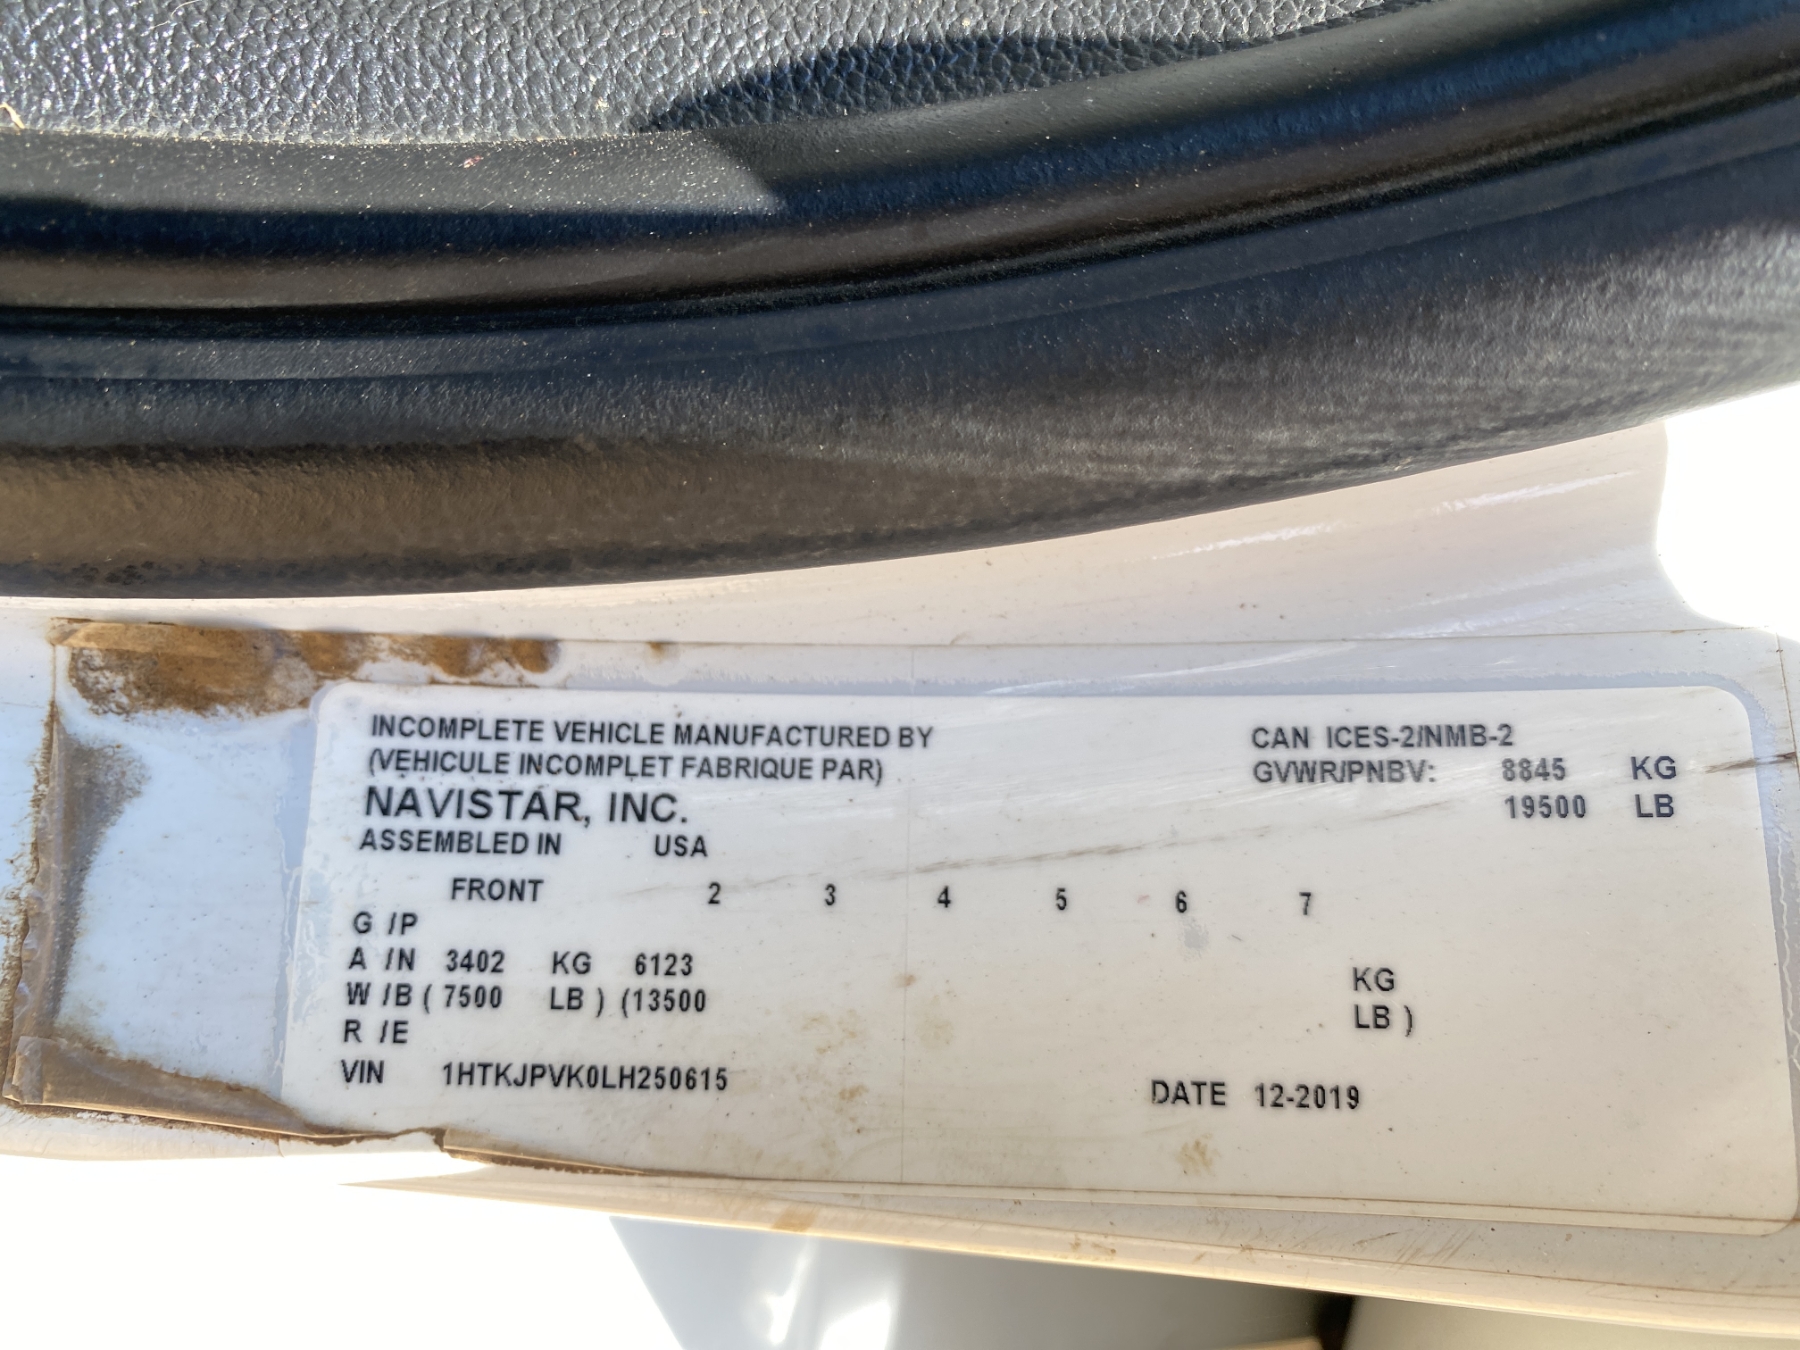 INCOMPLETE VEHICLE MANUFACTURED BY
(VEHICULE INCOMPLET FABRIQUE PAR)
NAVISTAR, INC.
ASSEMBLED IN USA
CAN ICES-2/NMB-2
GVWR/PNBV: 8845 KG
19500 LB
FRONT 2 3 4 5 6 7
G /P
A /N 3402 KG 6123 KG
W /B ( 7500 LB ) (13500 LB )
R /E
VIN 1HTKJPVK0LH250615
DATE 12-2019